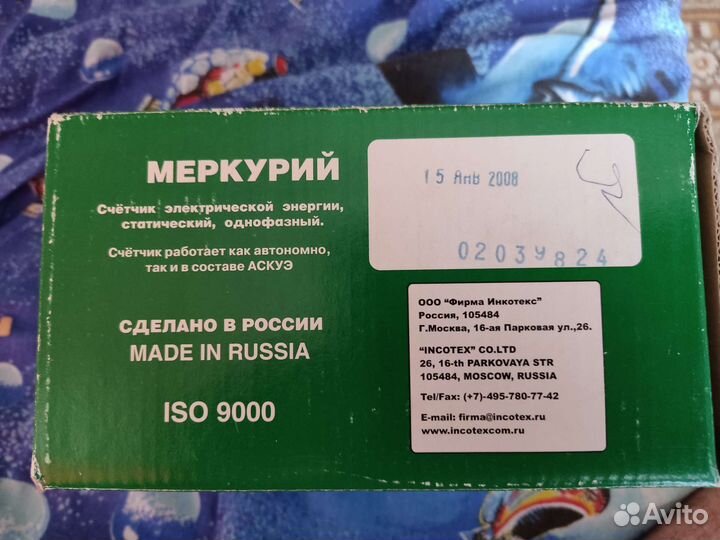 МЕРКУРИЙ
Счётчик электрической энергии,
статический, однофазный.
Счётчик работает как автономно,
так и в составе АСКУЭ
СДЕЛАНО В РОССИИ
MADE IN RUSSIA
ISO 9000
15 Янв 2008
02039824
ООО "Фирма Инкотекс"
Россия, 105484
Г.Москва, 16-ая Парковая ул.,26.
"INCOTEX" CO.LTD
26, 16-th PARKOVAYA STR
105484, MOSCOW, RUSSIA
Tel/Fax: (+7)-495-780-77-42
E-mail: firma@incotex.ru
www.incotexcom.ru
Avito